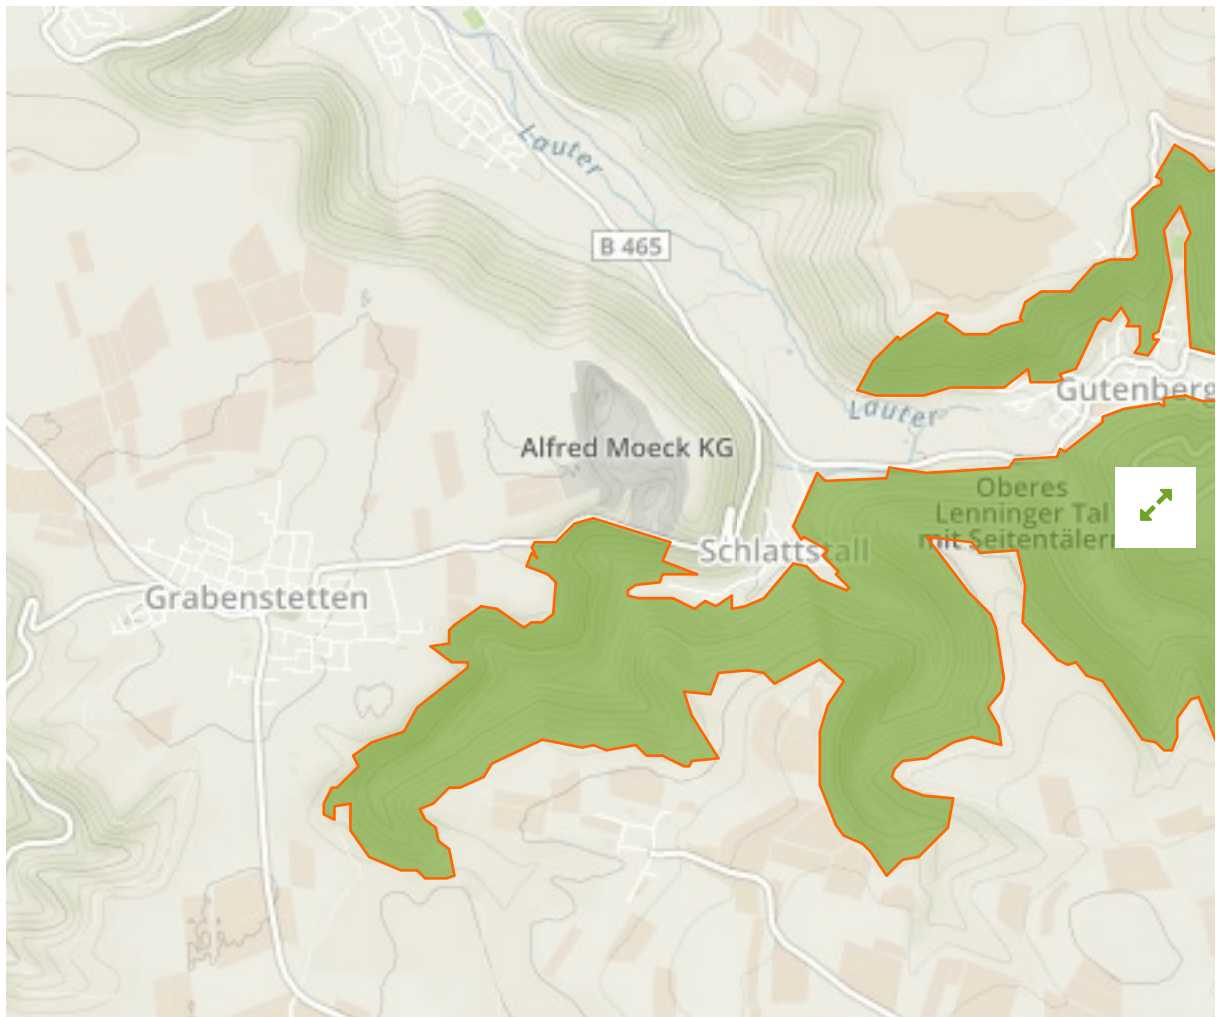 Lauter
B 465
Gutenberg
Lauter
Alfred Moeck KG
Oberes
Lenninger Tal
mit Seitentälern
Schlattstall
Grabenstetten